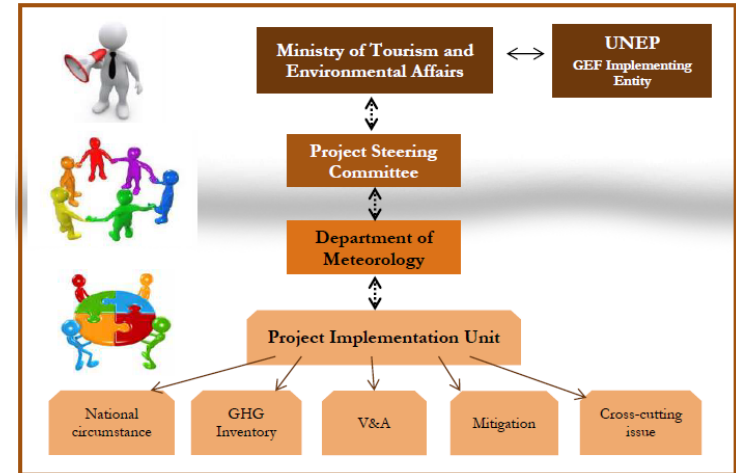 Ministry of Tourism and
Environmental Affairs
UNEP
GEF Implementing
Entity
Project Steering
Committee
Department of
Meteorology
Project Implementation Unit
National
circumstance
GHG
Inventory
V&A
Mitigation
Cross-cutting
issue